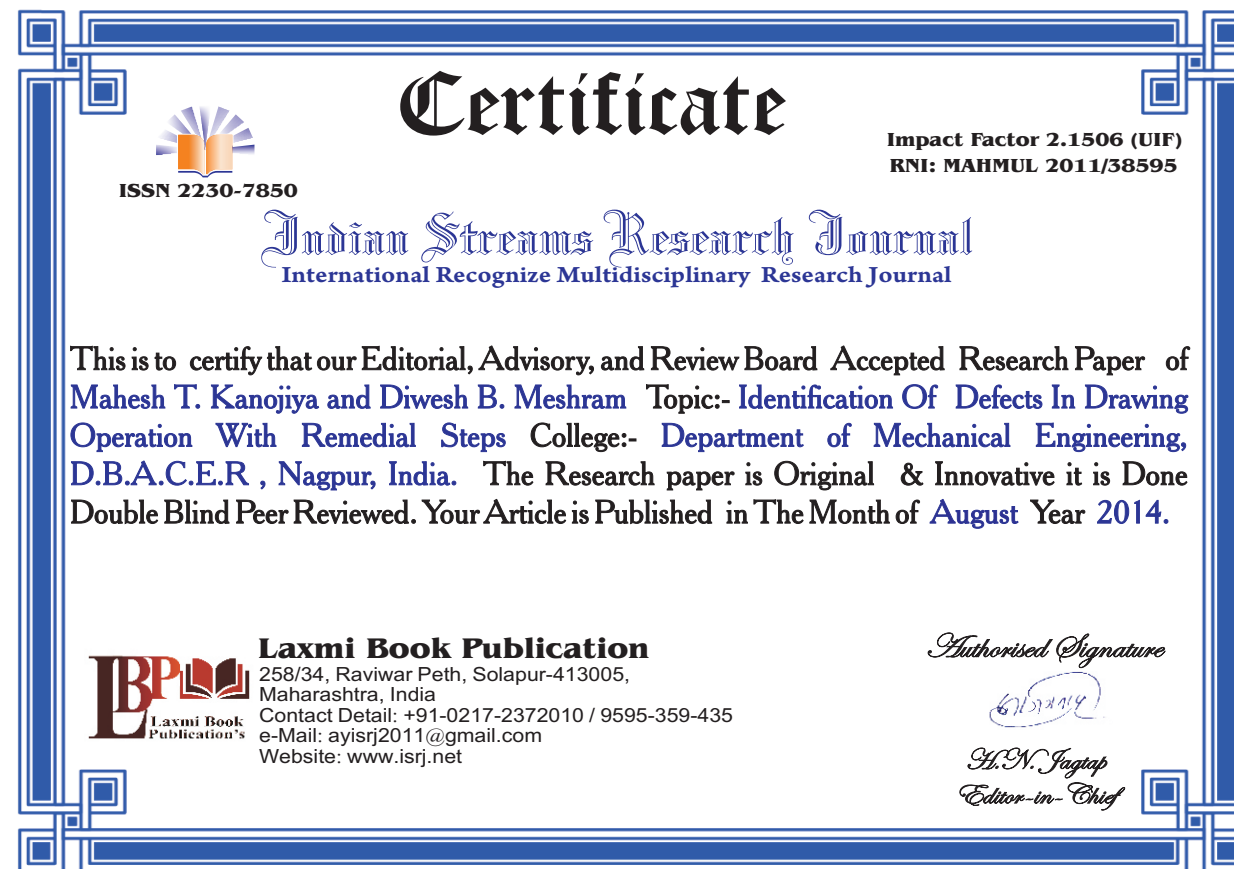 Certificate
Impact Factor 2.1506 (UIF)
RNI: MAHMUL 2011/38595
ISSN 2230-7850
Indian Streams Research Journal
International Recognize Multidisciplinary Research Journal
This is to certify that our Editorial, Advisory, and Review Board Accepted Research Paper of
Mahesh T. Kanojiya and Diwesh B. Meshram Topic:- Identification Of Defects In Drawing
Operation With Remedial Steps College:- Department of Mechanical Engineering,
D.B.A.C.E.R , Nagpur, India. The Research paper is Original & Innovative it is Done
Double Blind Peer Reviewed. Your Article is Published in The Month of August Year 2014.
LBP
Laxmi Book
Publication's
Laxmi Book Publication
258/34, Raviwar Peth, Solapur-413005,
Maharashtra, India
Contact Detail: +91-0217-2372010 / 9595-359-435
e-Mail: ayisrj2011@gmail.com
Website: www.isrj.net
Authorised Signature
H.N. Jagtap
Editor-in- Chief